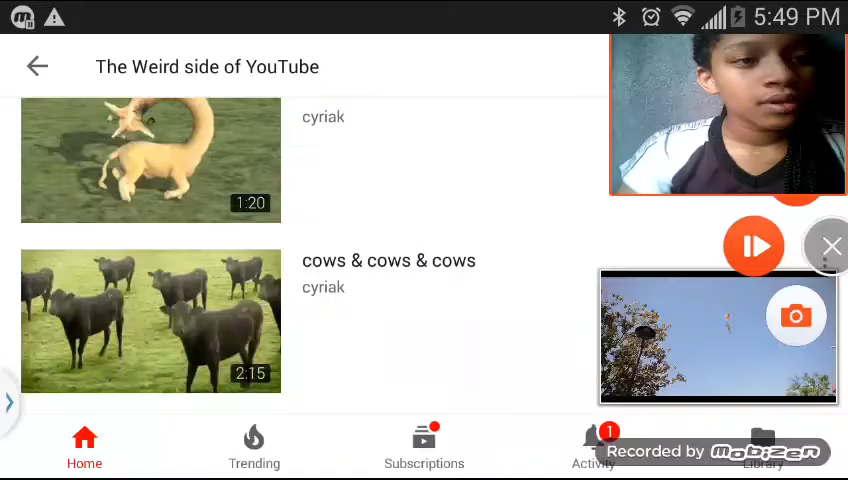 5:49 PM
The Weird side of YouTube
cyriak
1:20
cows & cows & cows
cyriak
2:15
Home
Trending
Subscriptions
1
Activity
Library
Recorded by Mobizen